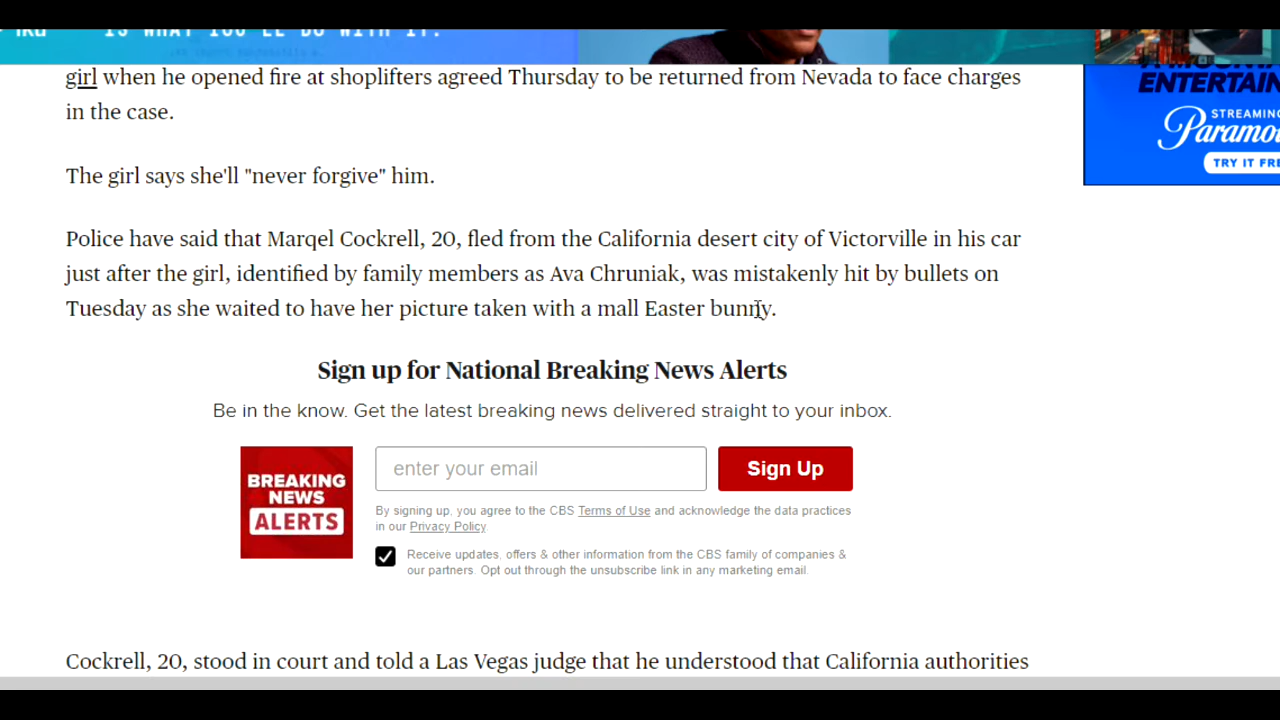 IS WHAT YOU'LL DO WITH IT.
girl when he opened fire at shoplifters agreed Thursday to be returned from Nevada to face charges
in the case.
ENTERTAIN
STREAMING
Paramou
TRY IT FRE
The girl says she'll "never forgive" him.
Police have said that Marqel Cockrell, 20, fled from the California desert city of Victorville in his car
just after the girl, identified by family members as Ava Chruniak, was mistakenly hit by bullets on
Tuesday as she waited to have her picture taken with a mall Easter bunny.
Sign up for National Breaking News Alerts
Be in the know. Get the latest breaking news delivered straight to your inbox.
BREAKING
NEWS
ALERTS
enter your email
Sign Up
By signing up, you agree to the CBS Terms of Use and acknowledge the data practices
in our Privacy Policy.
Receive updates, offers & other information from the CBS family of companies &
our partners. Opt out through the unsubscribe link in any marketing email.
Cockrell, 20, stood in court and told a Las Vegas judge that he understood that California authorities